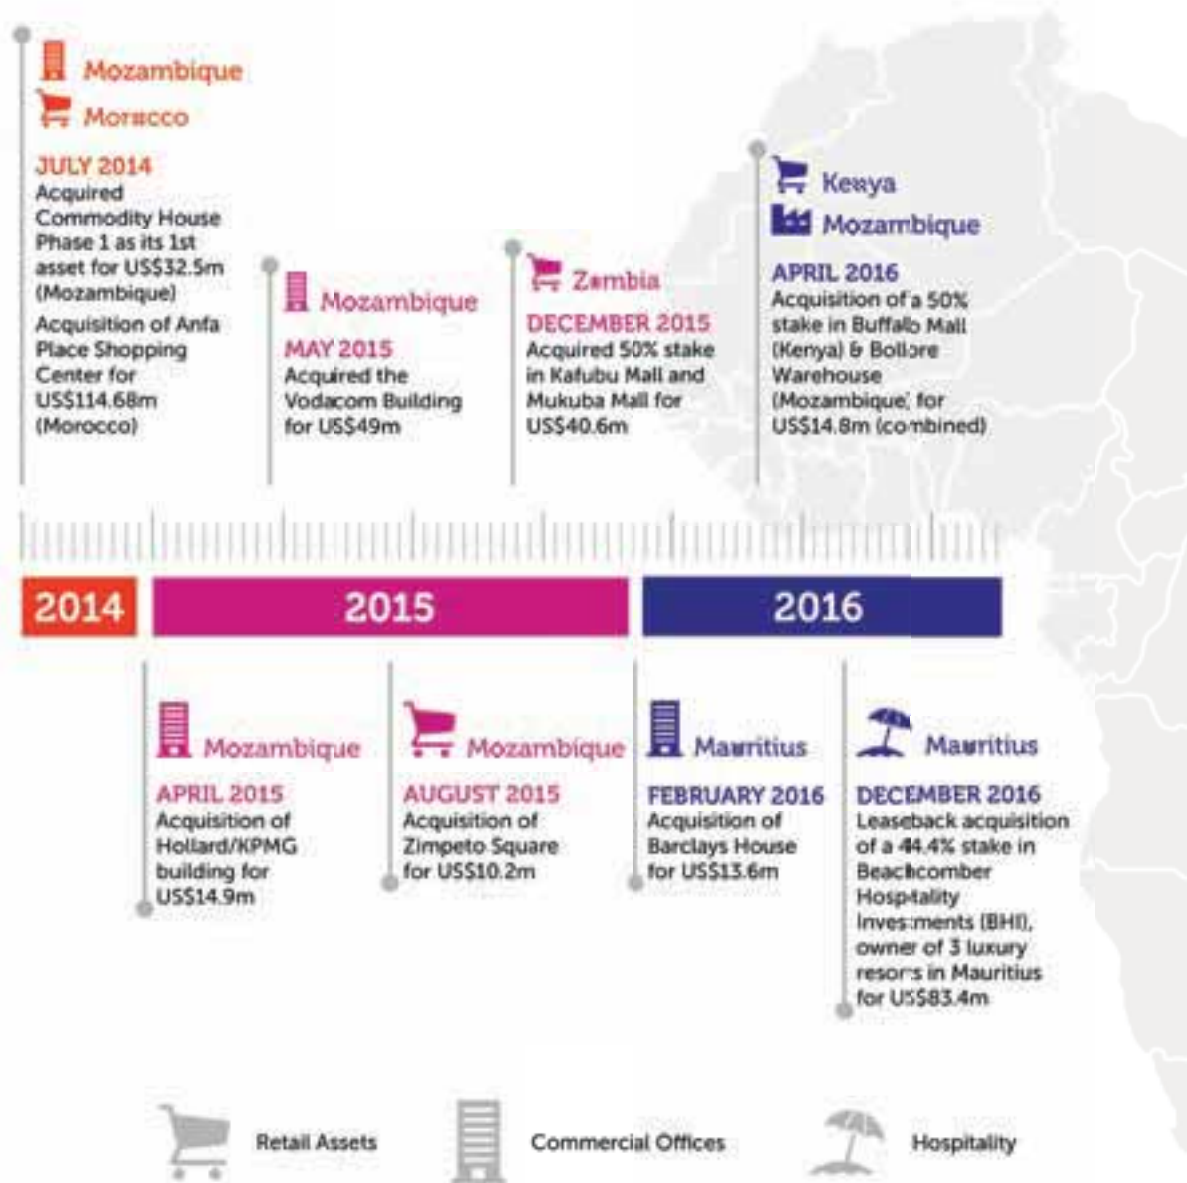 Mozambique
Morocco
JULY 2014
Acquired
Commodity House
Phase 1 as its 1st
asset for US$32.5m
(Mozambique)
Acquisition of Anfa
Place Shopping
Center for
US$114.68m
(Morocco)
Mozambique
MAY 2015
Acquired the
Vodacom Building
for US$49m
Zambia
DECEMBER 2015
Acquired 50% stake
in Kafubu Mall and
Mukuba Mall for
US$40.6m
Kenya
Mozambique
APRIL 2016
Acquisition of a 50%
stake in Buffalo Mall
(Kenya) & Bollore
Warehouse
(Mozambique) for
US$14.8m (combined)
2014
2015
2016
Mozambique
APRIL 2015
Acquisition of
Hollard/KPMG
building for
US$14.9m
Mozambique
AUGUST 2015
Acquisition of
Zimpeto Square
for US$10.2m
Mauritius
FEBRUARY 2016
Acquisition of
Barclays House
for US$13.6m
Mauritius
DECEMBER 2016
Leaseback acquisition
of a 44.4% stake in
Beachcomber
Hospitality
Investments (BHI),
owner of 3 luxury
resorts in Mauritius
for US$83.4m
Retail Assets
Commercial Offices
Hospitality